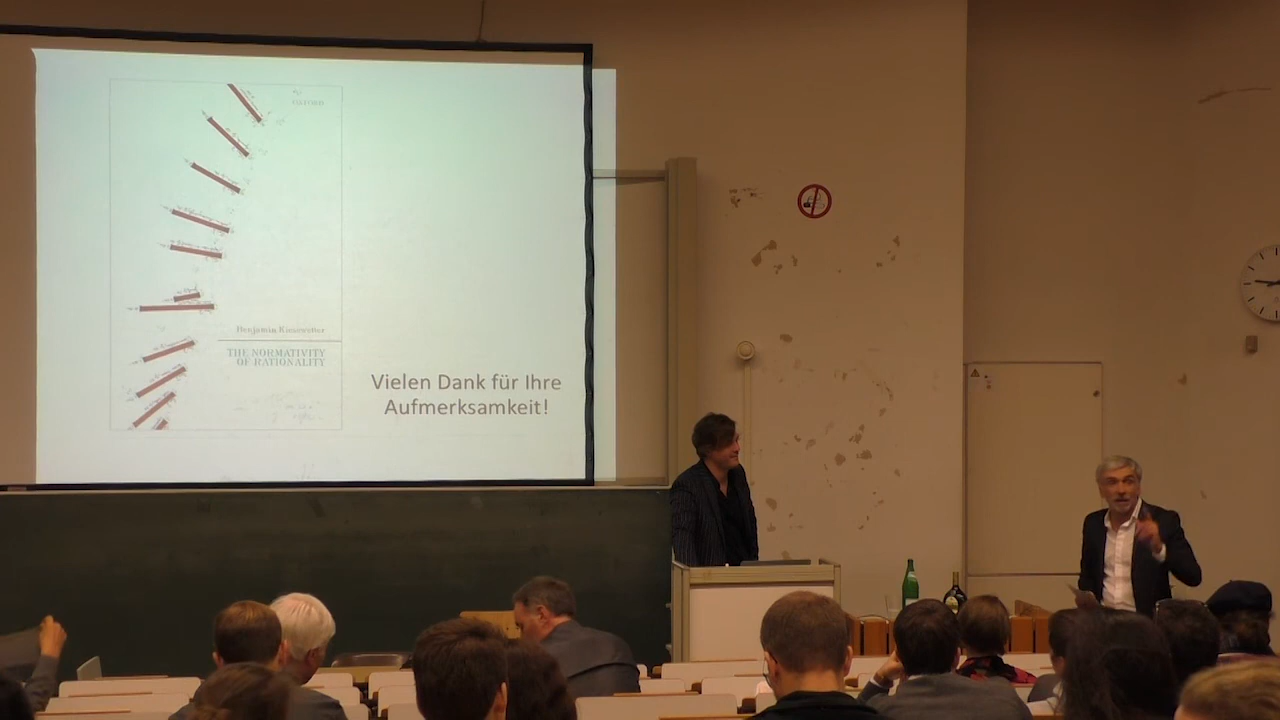 OXFORD
Benjamin Kiesewetter
THE NORMATIVITY
OF RATIONALITY
Vielen Dank für Ihre
Aufmerksamkeit!